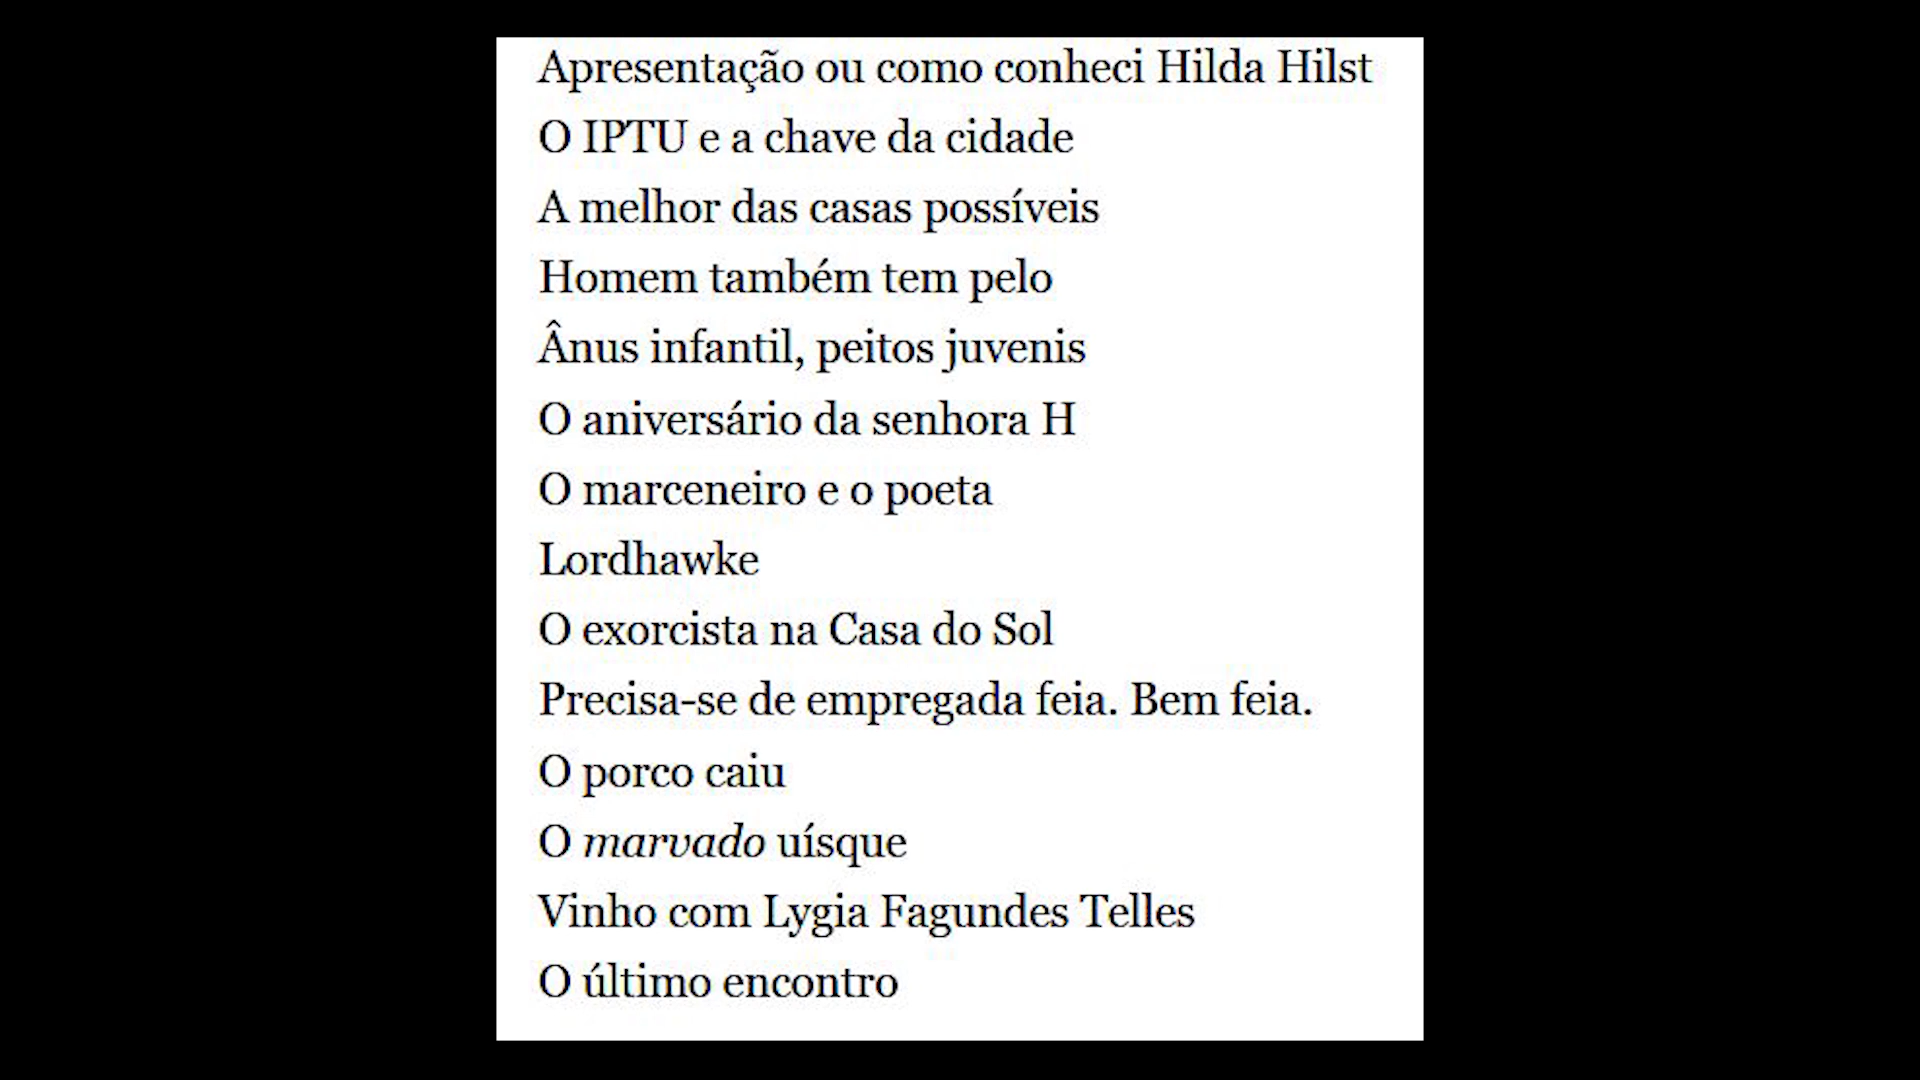 Apresentação ou como conheci Hilda Hilst
O IPTU e a chave da cidade
A melhor das casas possíveis
Homem também tem pelo
Ânus infantil, peitos juvenis
O aniversário da senhora H
O marceneiro e o poeta
Lordhawke
O exorcista na Casa do Sol
Precisa-se de empregada feia. Bem feia.
O porco caiu
O marvado uísque
Vinho com Lygia Fagundes Telles
O último encontro